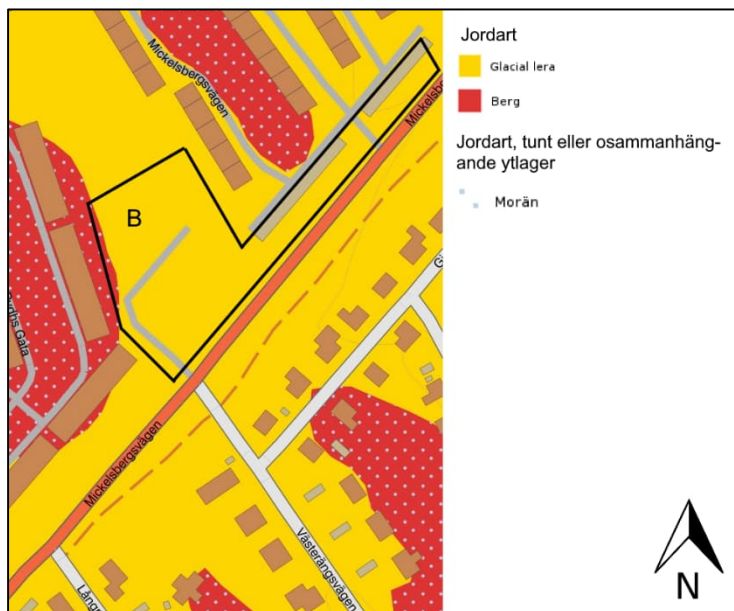 Mickelsbergsvägen
Mickelsbergsvägen
B
Mickelsbergsvägen
Västerängsvägen
Jordart
Glacial lera
Berg
Jordart, tunt eller osammanhäng-
ande ytlager
Morän
N